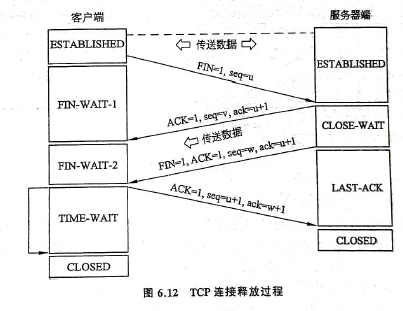 客户端
服务器端
ESTABLISHED
传送数据
ESTABLISHED
FIN=1, seq=u
FIN-WAIT-1
ACK=1, seq=v, ack=u+1
CLOSE-WAIT
传送数据
FIN=1, ACK=1, seq=w, ack=u+1
FIN-WAIT-2
ACK=1, seq=u+1, ack=w+1
LAST-ACK
TIME-WAIT
CLOSED
CLOSED
图 6.12 TCP 连接释放过程